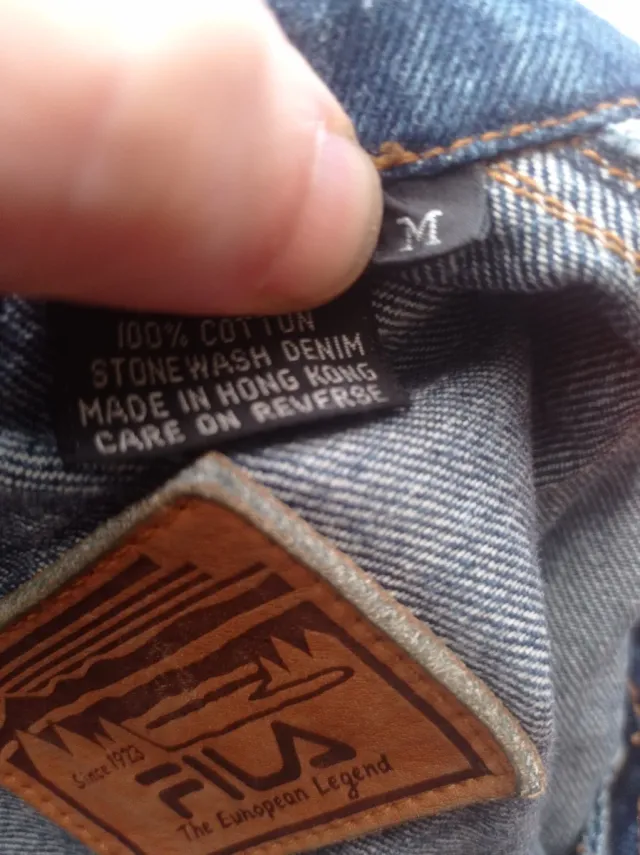 M
100% COTTON
STONEWASH DENIM
MADE IN HONG KONG
CARE ON REVERSE
Since 1923
FILA
The European Legend